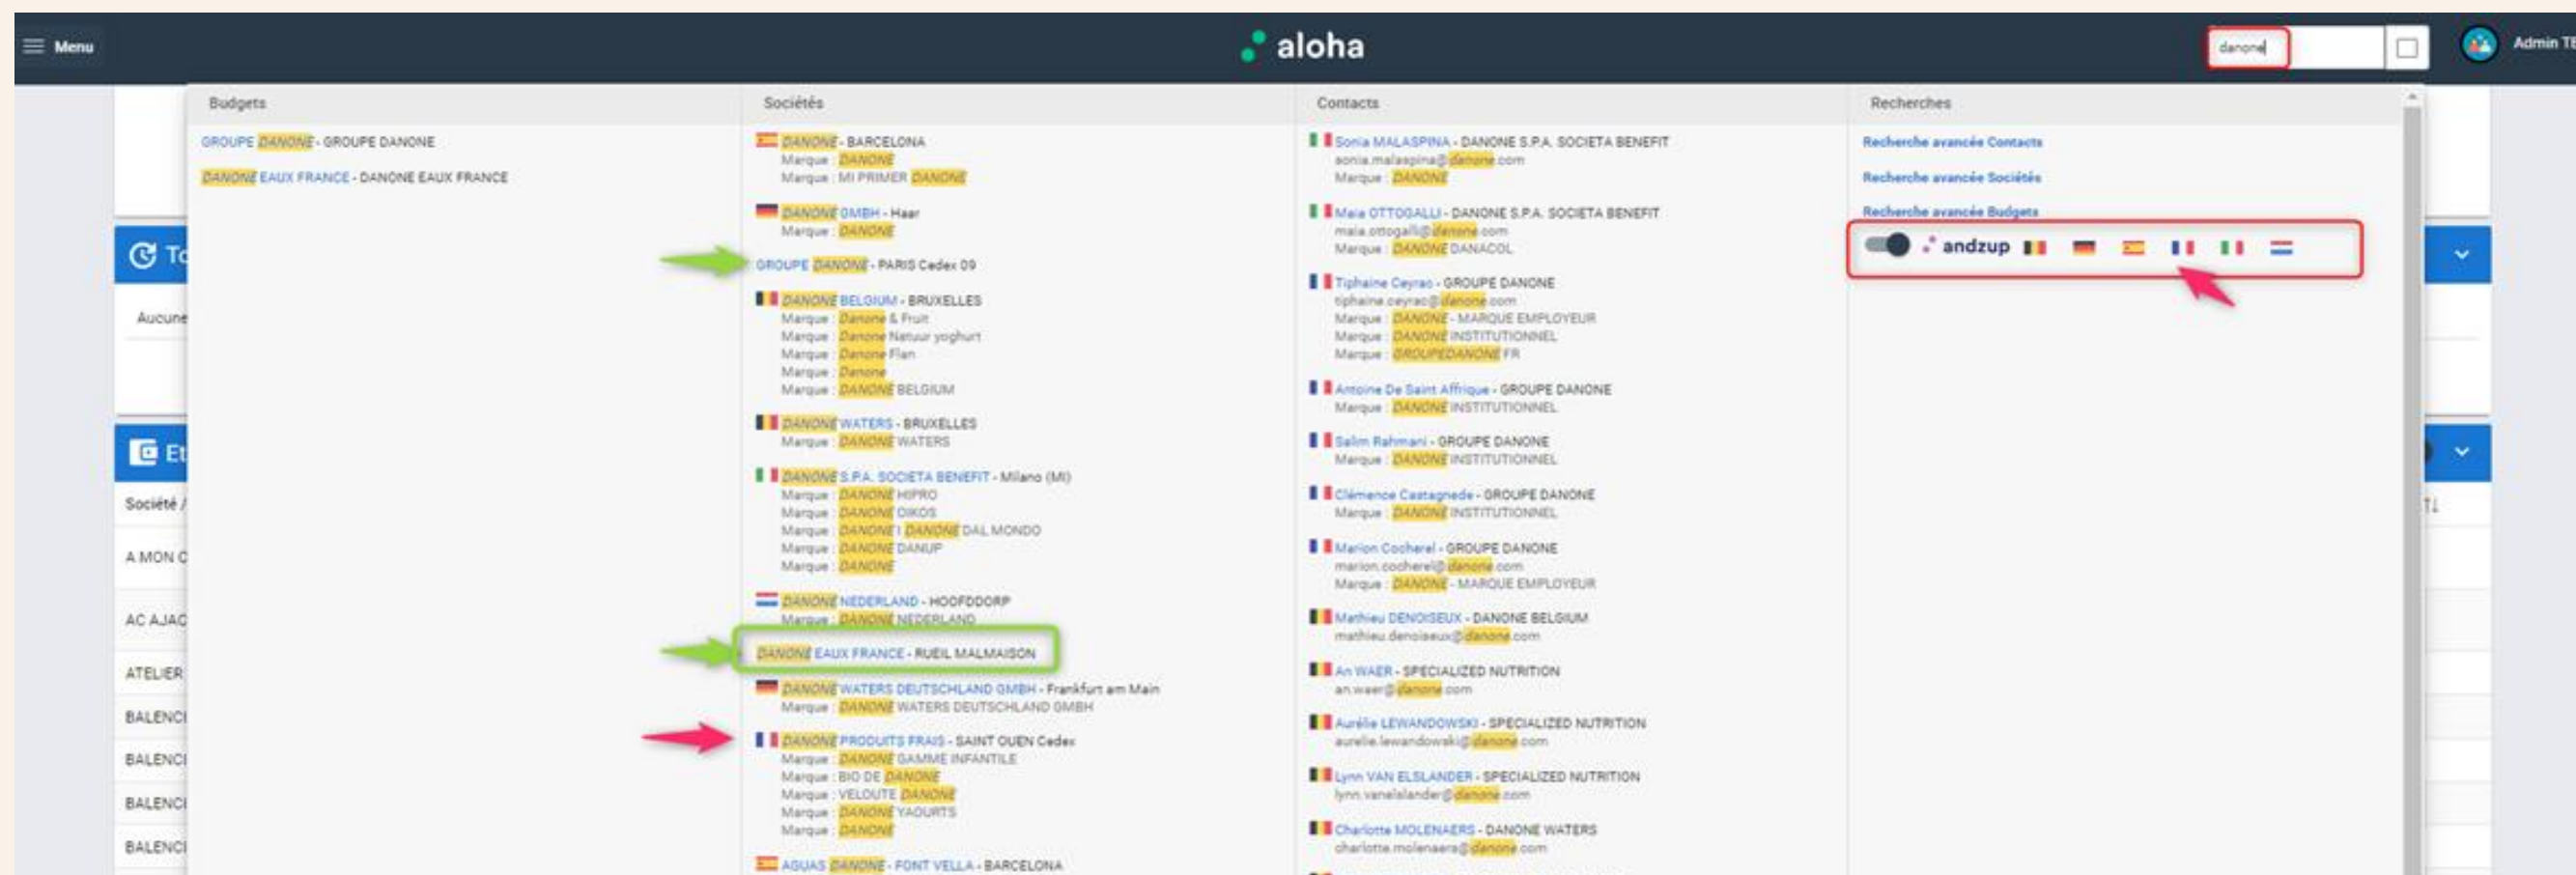 Menu
aloha
danone
Admin TE
Budgets
GROUPE DANONE - GROUPE DANONE
DANONE EAUX FRANCE - DANONE EAUX FRANCE
Sociétés
DANONE - BARCELONA
Marque : DANONE
Marque : MI PRIMER DANONE
DANONE GMBH - Haar
Marque : DANONE
GROUPE DANONE - PARIS Cedex 09
DANONE BELGIUM - BRUXELLES
Marque : Danone & Fruit
Marque : Danone Natuur yoghurt
Marque : Danone Flan
Marque : Danone
Marque : DANONE BELGIUM
DANONE WATERS - BRUXELLES
Marque : DANONE WATERS
DANONE S.P.A. SOCIETA BENEFIT - Milano (MI)
Marque : DANONE HIPRO
Marque : DANONE OIKOS
Marque : DANONE I DANONE DAL MONDO
Marque : DANONE DANUP
Marque : DANONE
DANONE NEDERLAND - HOOFDDORP
Marque : DANONE NEDERLAND
DANONE EAUX FRANCE - RUEIL MALMAISON
DANONE WATERS DEUTSCHLAND GMBH - Frankfurt am Main
Marque : DANONE WATERS DEUTSCHLAND GMBH
DANONE PRODUITS FRAIS - SAINT OUEN Cedex
Marque : DANONE GAMME INFANTILE
Marque : BIO DE DANONE
Marque : VELOUTE DANONE
Marque : DANONE YAOURTS
Marque : DANONE
AGUAS DANONE - FONT VELLA - BARCELONA
Contacts
Sonia MALASPINA - DANONE S.P.A. SOCIETA BENEFIT
sonia.malaspina@danone.com
Marque : DANONE
Maia OTTOGALLI - DANONE S.P.A. SOCIETA BENEFIT
maia.ottogalli@danone.com
Marque : DANONE DANACOL
Tiphaine Ceyrac - GROUPE DANONE
tiphaine.ceyrac@danone.com
Marque : DANONE - MARQUE EMPLOYEUR
Marque : DANONE INSTITUTIONNEL
Marque : GROUPEDANONE FR
Antoine De Saint Affrique - GROUPE DANONE
Marque : DANONE INSTITUTIONNEL
Salim Rahmani - GROUPE DANONE
Marque : DANONE INSTITUTIONNEL
Clémence Castagnede - GROUPE DANONE
Marque : DANONE INSTITUTIONNEL
Marion Cocherel - GROUPE DANONE
marion.cocherel@danone.com
Marque : DANONE - MARQUE EMPLOYEUR
Mathieu DENOISEUX - DANONE BELGIUM
mathieu.denoiseux@danone.com
An WAER - SPECIALIZED NUTRITION
an.waer@danone.com
Aurélie LEWANDOWSKI - SPECIALIZED NUTRITION
aurelie.lewandowski@danone.com
Lynn VAN ELSLANDER - SPECIALIZED NUTRITION
lynn.vanelslander@danone.com
Charlotte MOLENAERS - DANONE WATERS
charlotte.molenaers@danone.com
Recherches
Recherche avancée Contacts
Recherche avancée Sociétés
Recherche avancée Budgets
andzup
To
Aucune
Et
Société /
A MON C
AC AJAC
ATELIER
BALENCI
BALENCI
BALENCI
BALENCI